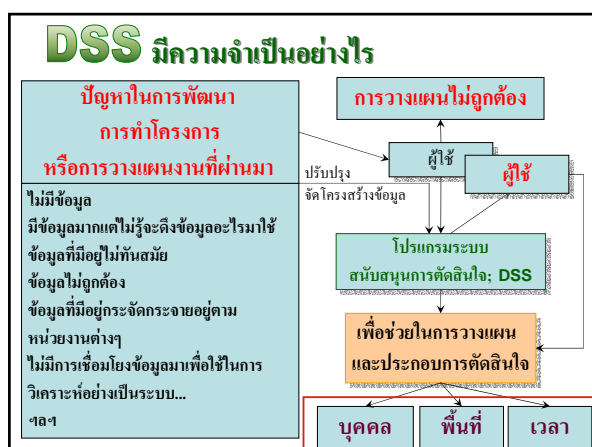 DSS มีความจำเป็นอย่างไร
ปัญหาในการพัฒนา
การทำโครงการ
หรือการวางแผนงานที่ผ่านมา
ไม่มีข้อมูล
มีข้อมูลมากแต่ไม่รู้จะดึงข้อมูลอะไรมาใช้
ข้อมูลที่มีอยู่ไม่ทันสมัย
ข้อมูลไม่ถูกต้อง
ข้อมูลที่มีอยู่กระจัดกระจายอยู่ตาม
หน่วยงานต่างๆ
ไม่มีการเชื่อมโยงข้อมูลมาเพื่อใช้ในการ
วิเคราะห์อย่างเป็นระบบ...
ฯลฯ
การวางแผนไม่ถูกต้อง
ผู้ใช้
ผู้ใช้
ปรับปรุง
จัดโครงสร้างข้อมูล
โปรแกรมระบบ
สนับสนุนการตัดสินใจ; DSS
เพื่อช่วยในการวางแผน
และประกอบการตัดสินใจ
บุคคล
พื้นที่
เวลา